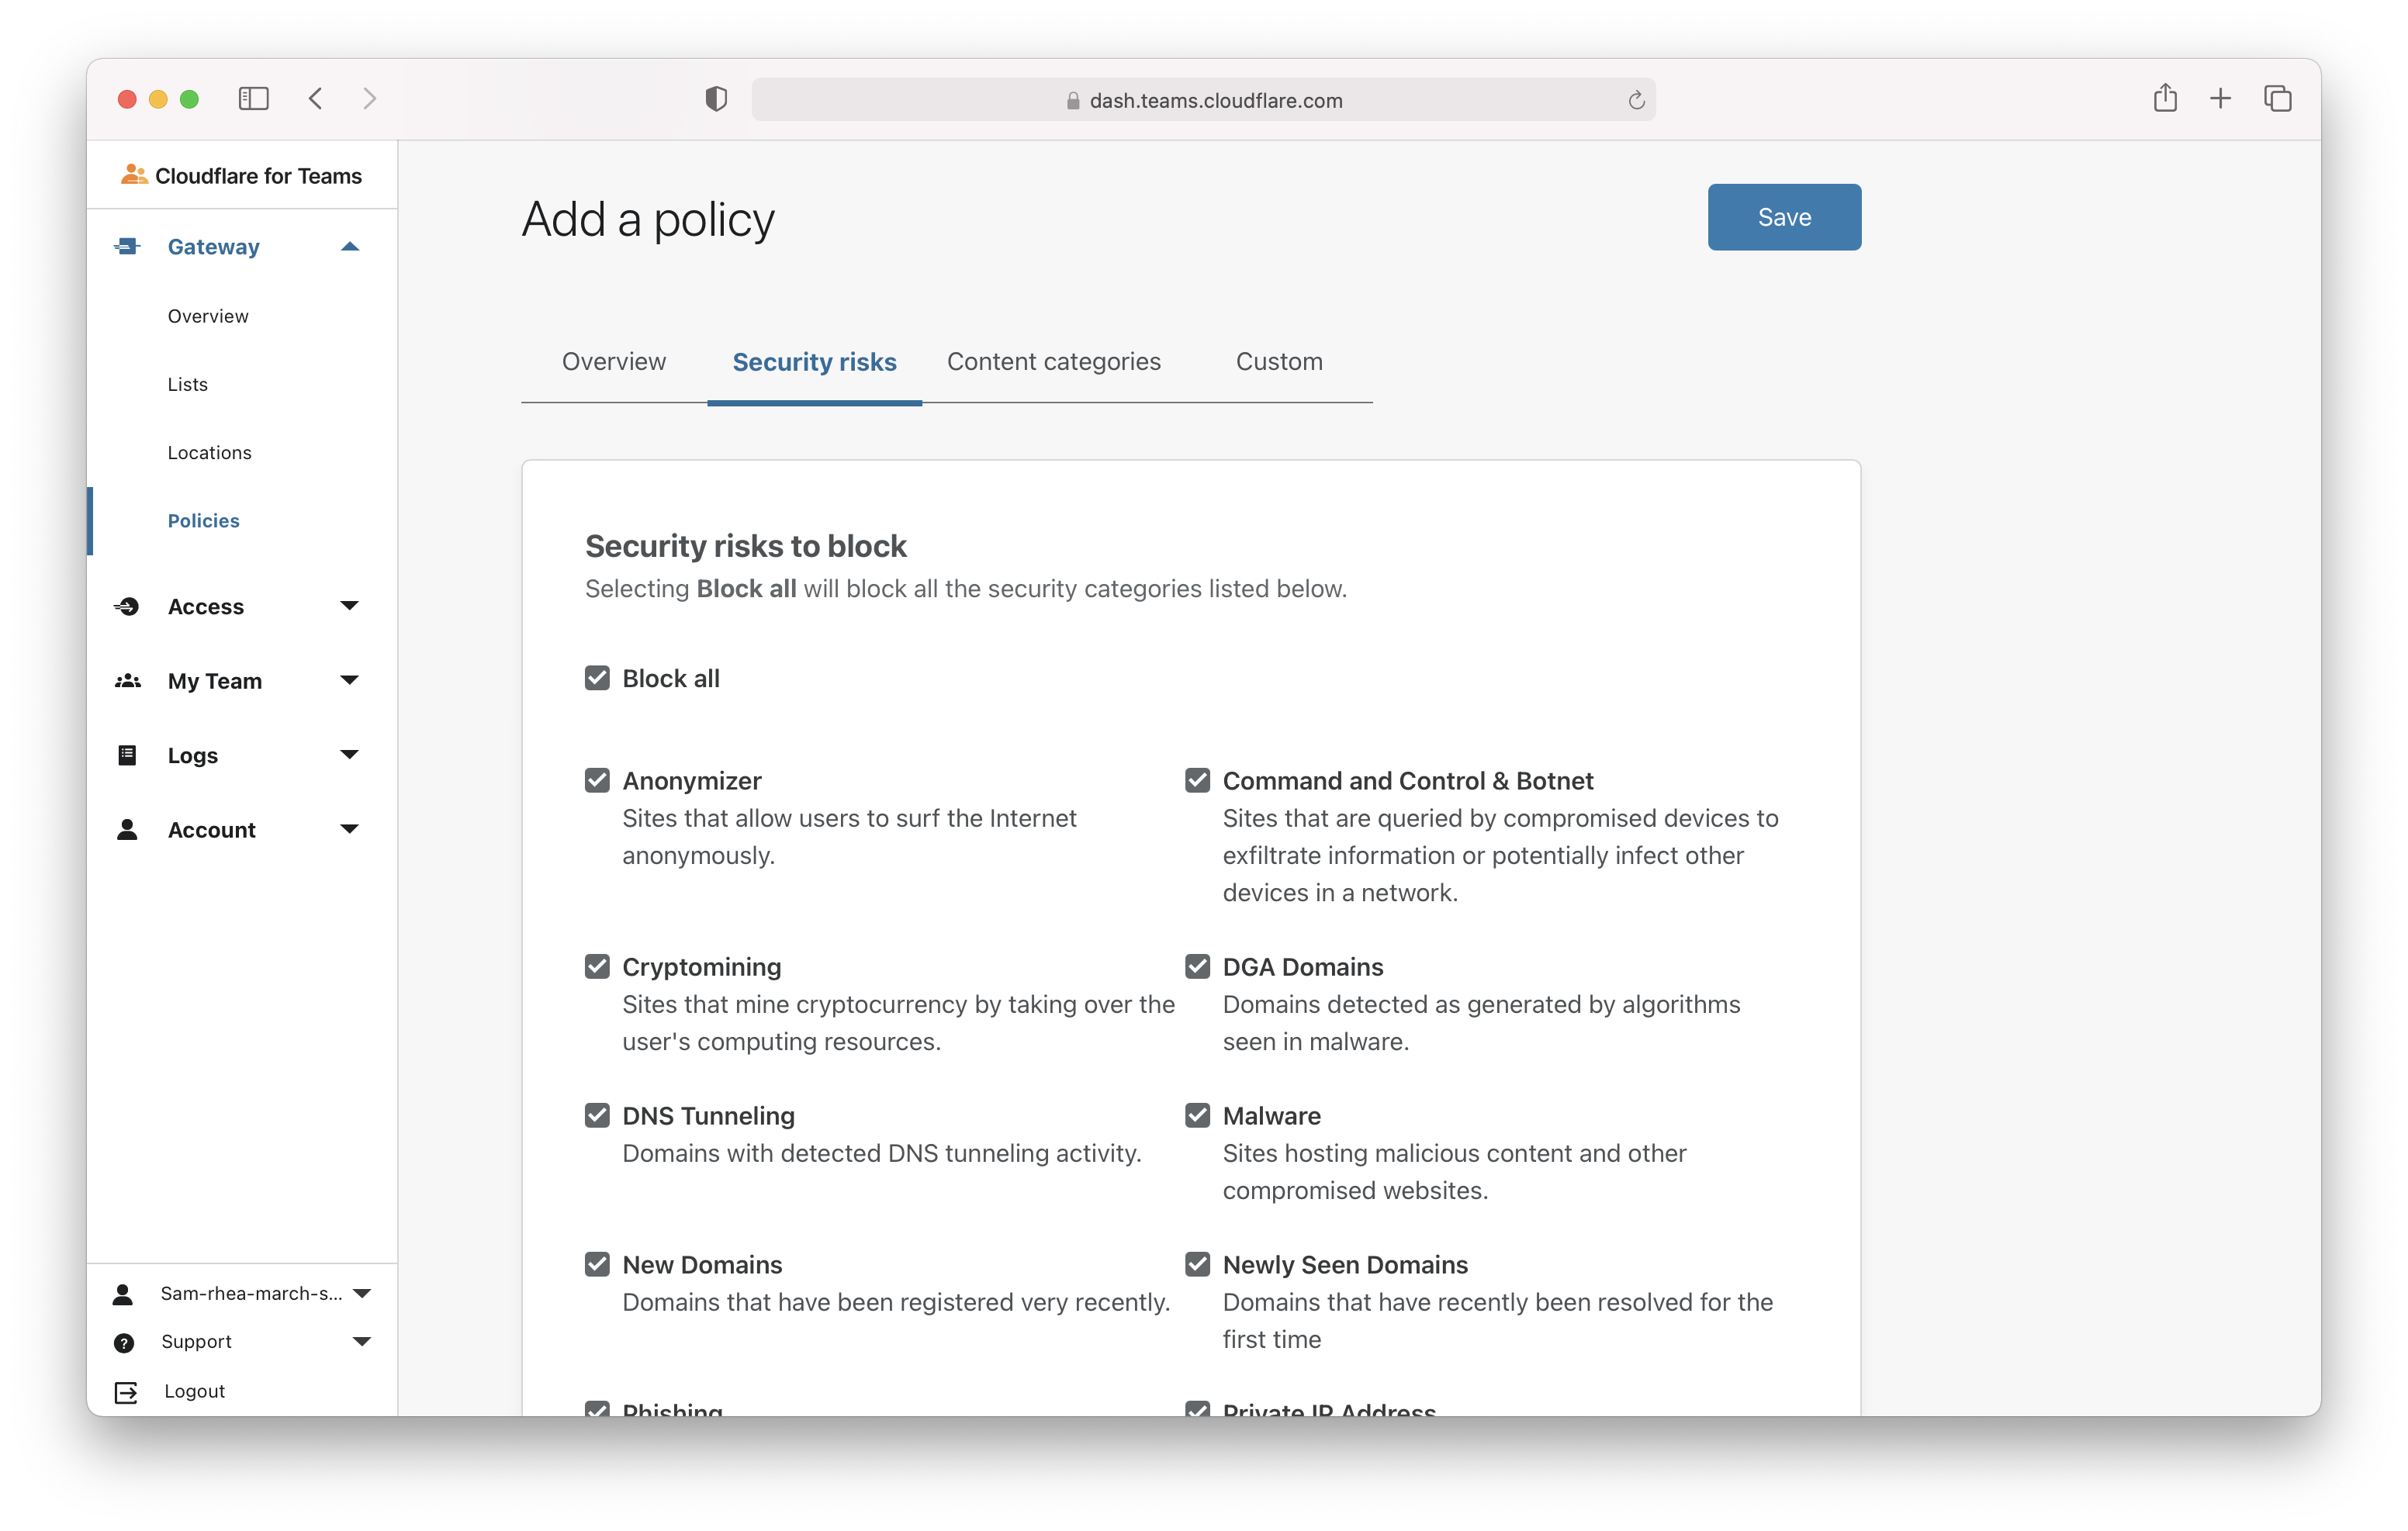 dash.teams.cloudflare.com
Cloudflare for Teams
Gateway
Overview
Lists
Locations
Policies
Access
My Team
Logs
Account
Sam-rhea-march-s...
Support
Logout
Add a policy
Save
Overview
Security risks
Content categories
Custom
Security risks to block
Selecting Block all will block all the security categories listed below.
Block all
Anonymizer
Sites that allow users to surf the Internet
anonymously.
Command and Control & Botnet
Sites that are queried by compromised devices to
exfiltrate information or potentially infect other
devices in a network.
Cryptomining
Sites that mine cryptocurrency by taking over the
user's computing resources.
DGA Domains
Domains detected as generated by algorithms
seen in malware.
DNS Tunneling
Domains with detected DNS tunneling activity.
Malware
Sites hosting malicious content and other
compromised websites.
New Domains
Domains that have been registered very recently.
Newly Seen Domains
Domains that have recently been resolved for the
first time
Phishing
Private IP Address